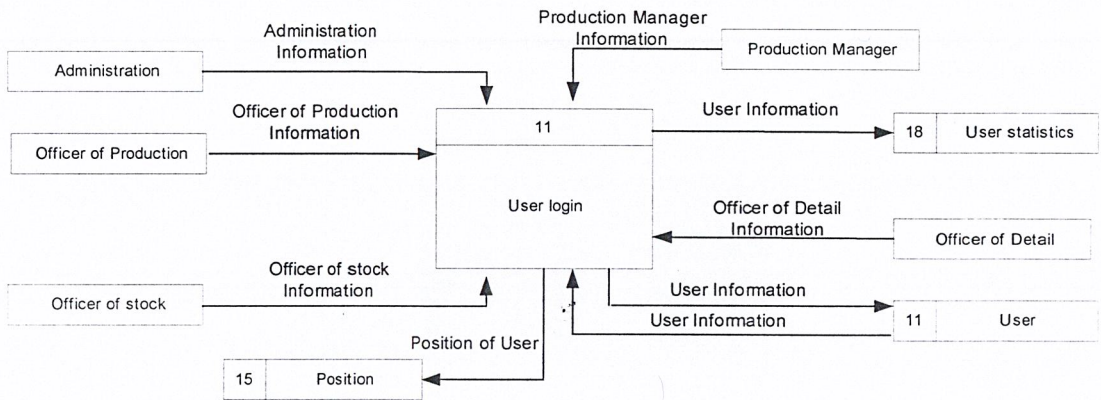 Administration
Information
Production Manager
Information
Administration
Production Manager
Officer of Production
Information
User Information
11
18 User statistics
Officer of Production
User login
Officer of Detail
Information
Officer of Detail
Officer of stock
Information
Officer of stock
User Information
User Information
11 User
Position of User
15 Position